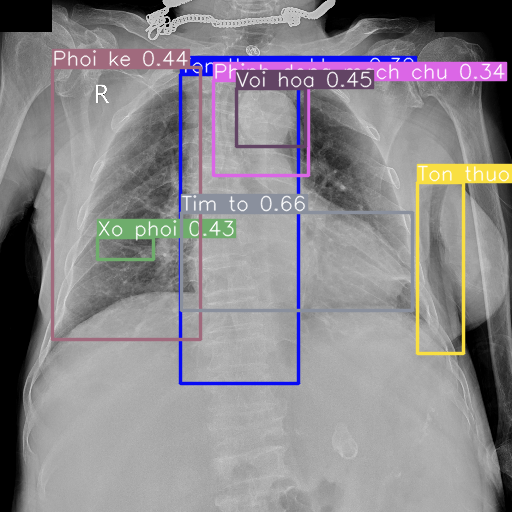 Phoi ke 0.44
mach chu 0.34
Voi hoa 0.45
R
Ton thuo
Tim to 0.66
Xo phoi 0.43